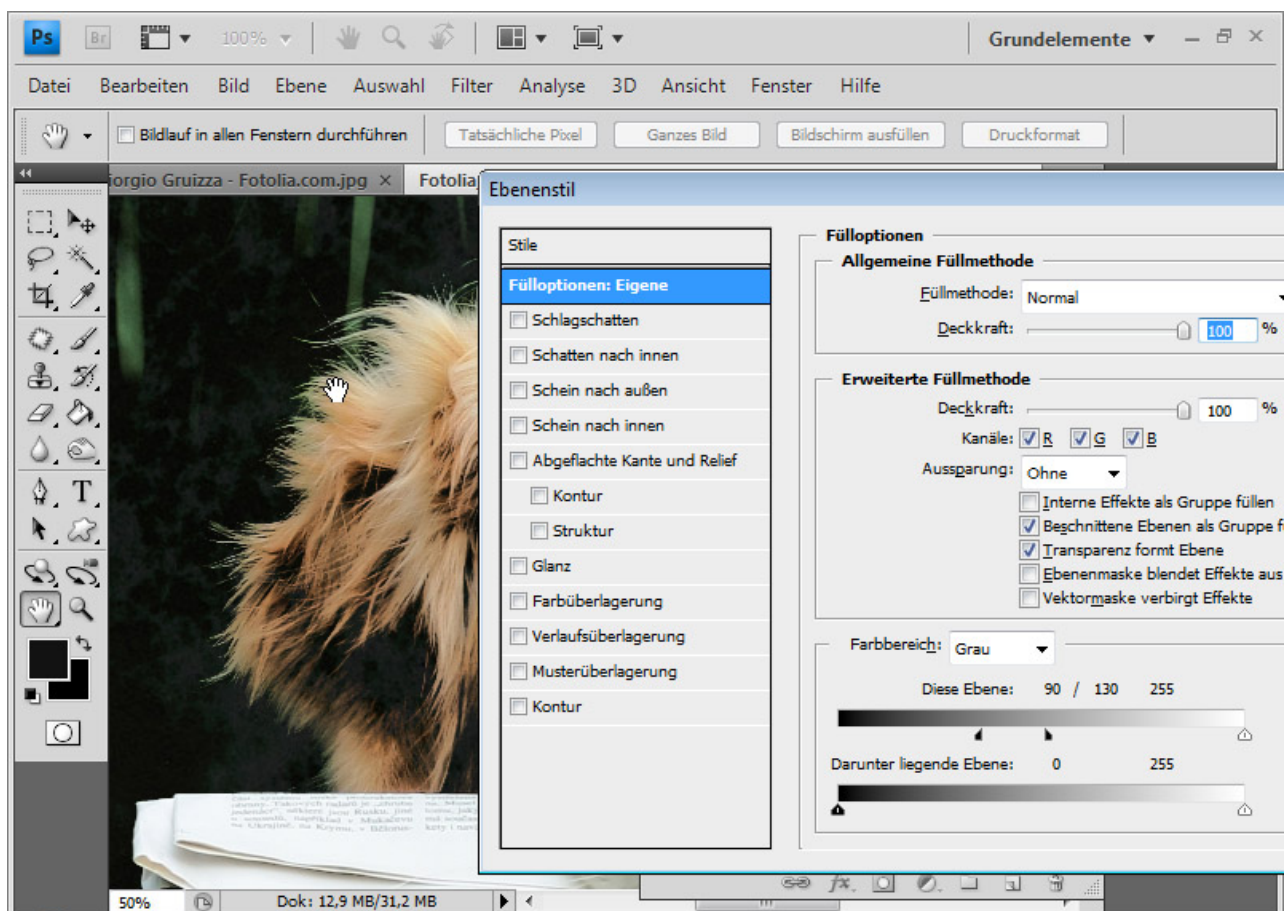 Ps Br 100% Grundelemente
Datei Bearbeiten Bild Ebene Auswahl Filter Analyse 3D Ansicht Fenster Hilfe
Bildlauf in allen Fenstern durchführen Tatsächliche Pixel Ganzes Bild Bildschirm ausfüllen Druckformat
iorgio Gruizza - Fotolia.com.jpg × Fotolia
Ebenenstil
Stile
Fülloptionen: Eigene
Schlagschatten
Schatten nach innen
Schein nach außen
Schein nach innen
Abgeflachte Kante und Relief
Kontur
Struktur
Glanz
Farbüberlagerung
Verlaufsüberlagerung
Musterüberlagerung
Kontur
Fülloptionen
Allgemeine Füllmethode
Füllmethode: Normal
Deckkraft: 100 %
Erweiterte Füllmethode
Deckkraft: 100 %
Kanäle: R G B
Aussparung: Ohne
Interne Effekte als Gruppe füllen
Beschnittene Ebenen als Gruppe f
Transparenz formt Ebene
Ebenenmaske blendet Effekte aus
Vektormaske verbirgt Effekte
Farbbereich: Grau
Diese Ebene: 90 / 130 255
Darunter liegende Ebene: 0 255
50% Dok: 12,9 MB/31,2 MB